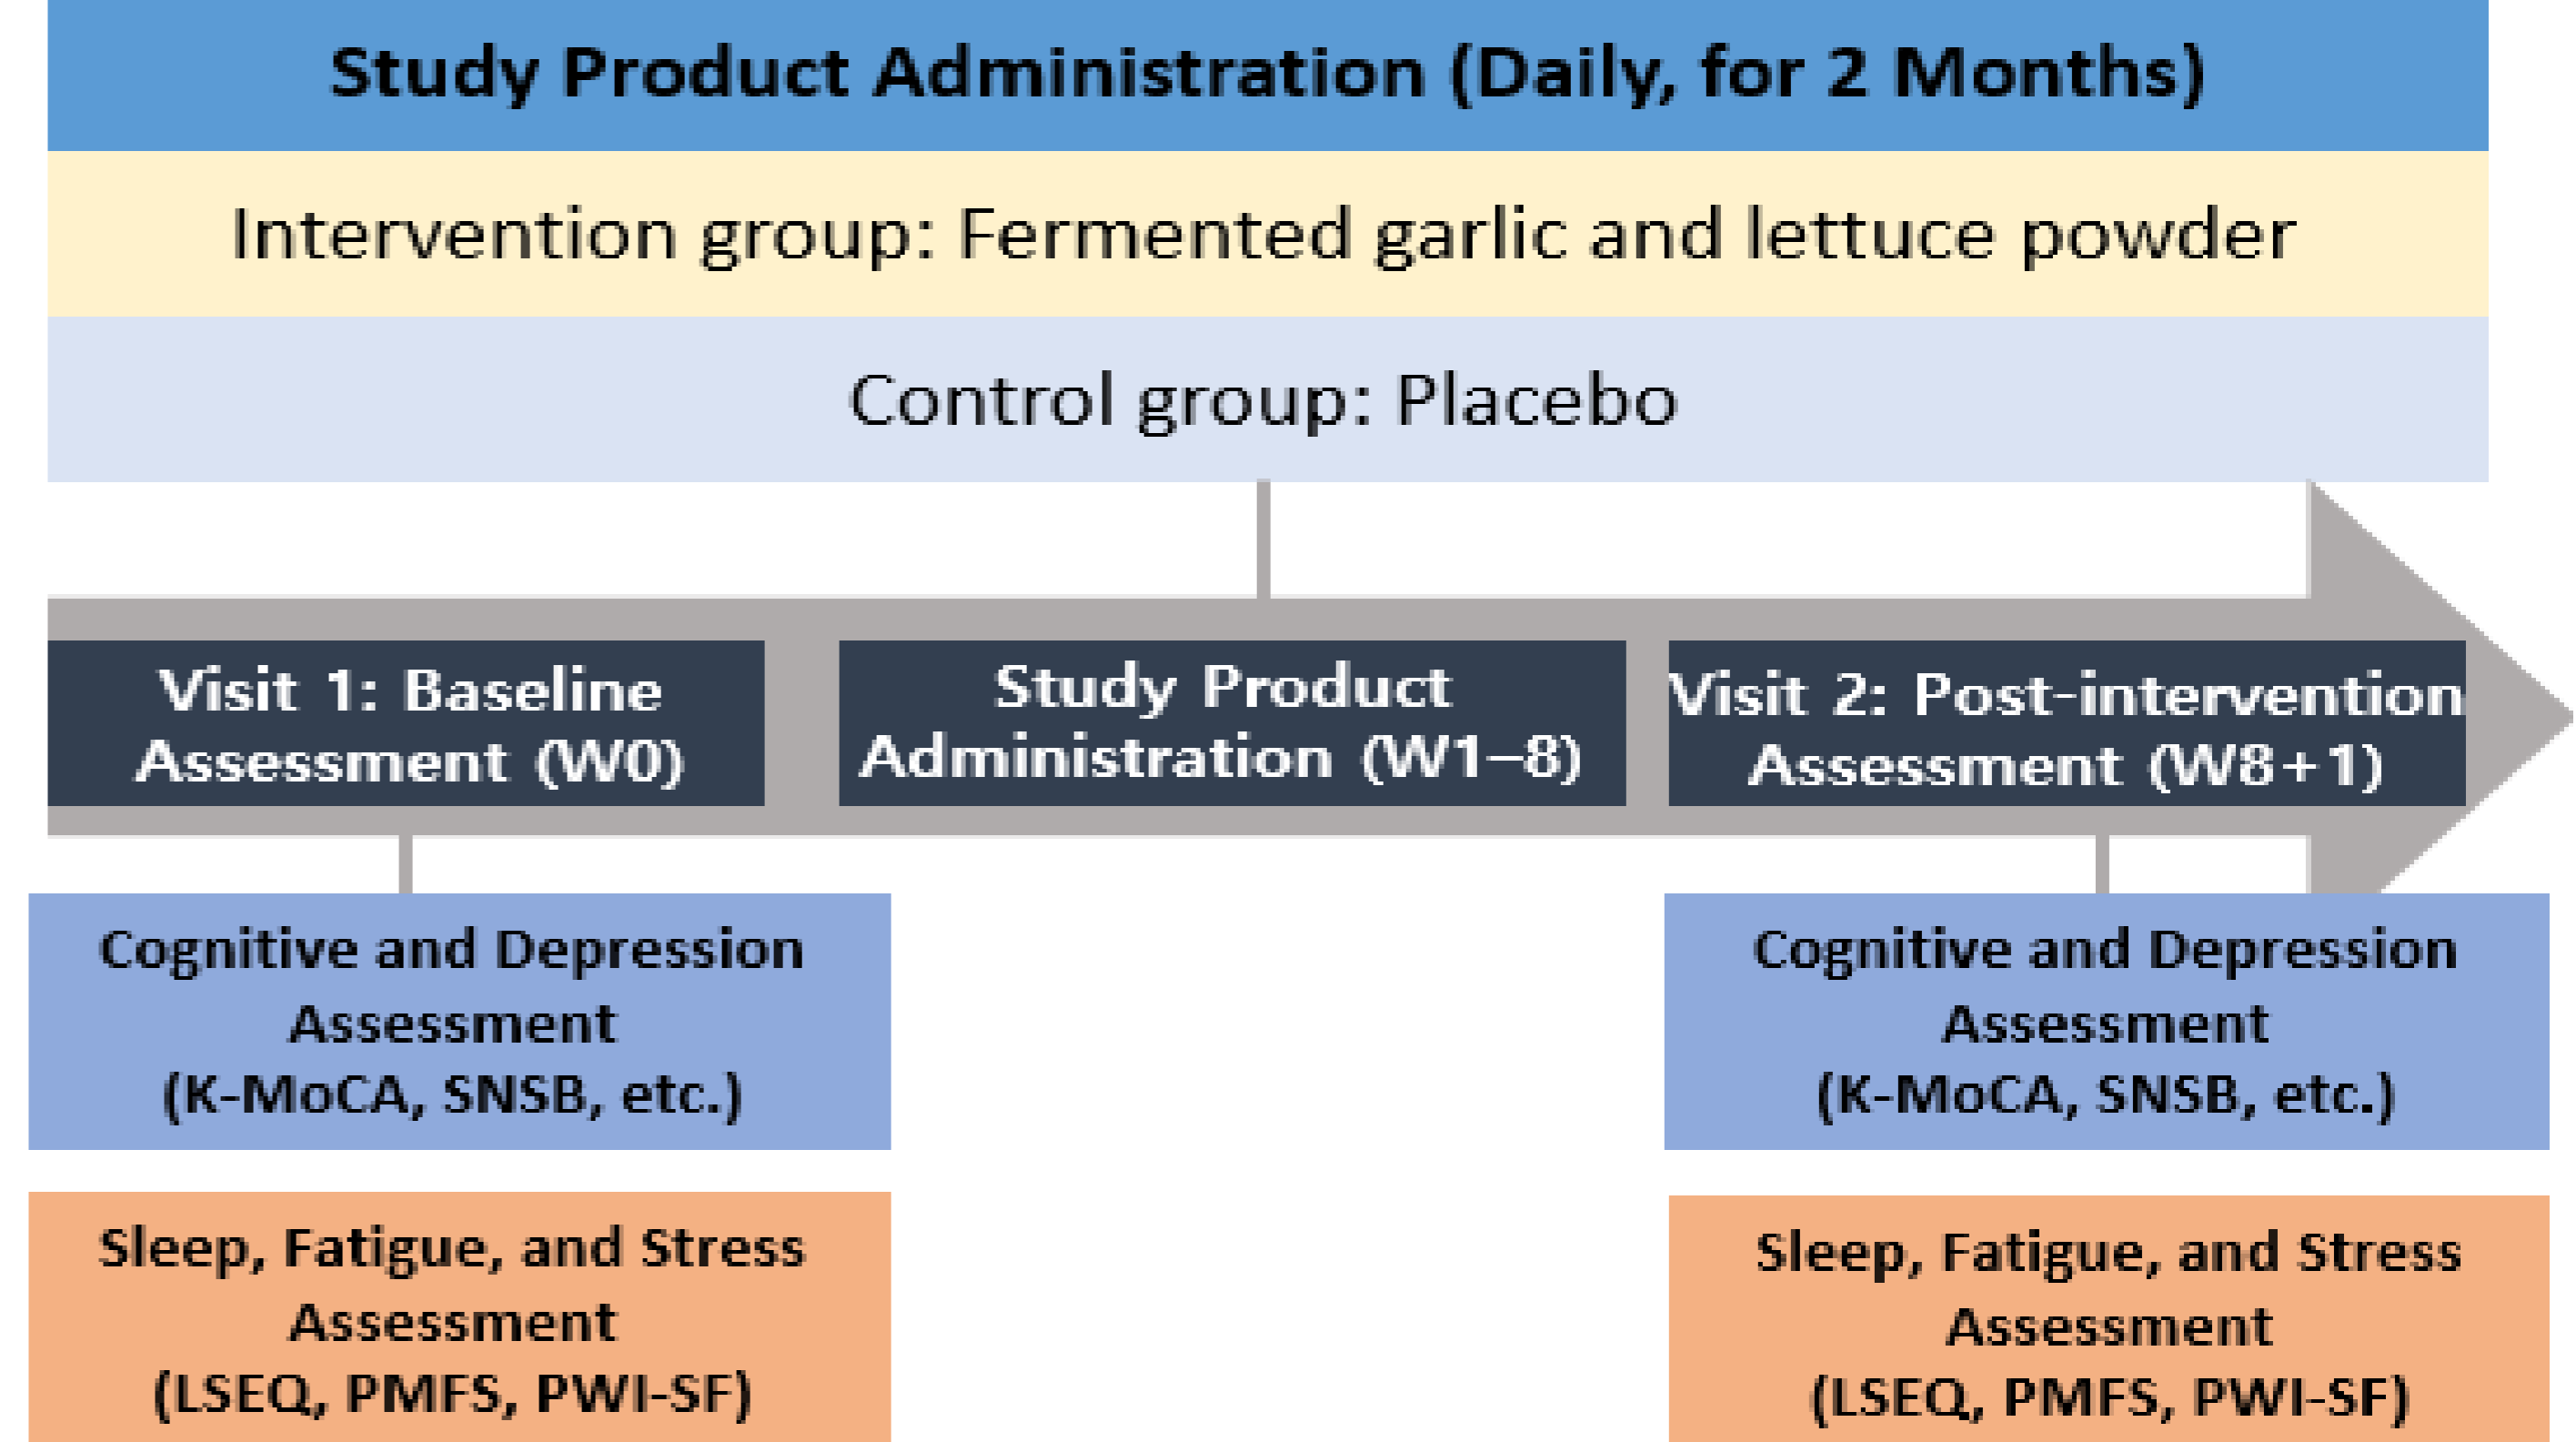 Study Product Administration (Daily, for 2 Months)
Intervention group: Fermented garlic and lettuce powder
Control group: Placebo
Visit 1: Baseline
Assessment (W0)
Study Product
Administration (W1–8)
Visit 2: Post-intervention
Assessment (W8+1)
Cognitive and Depression
Assessment
(K-MoCA, SNSB, etc.)
Cognitive and Depression
Assessment
(K-MoCA, SNSB, etc.)
Sleep, Fatigue, and Stress
Assessment
(LSEQ, PMFS, PWI-SF)
Sleep, Fatigue, and Stress
Assessment
(LSEQ, PMFS, PWI-SF)